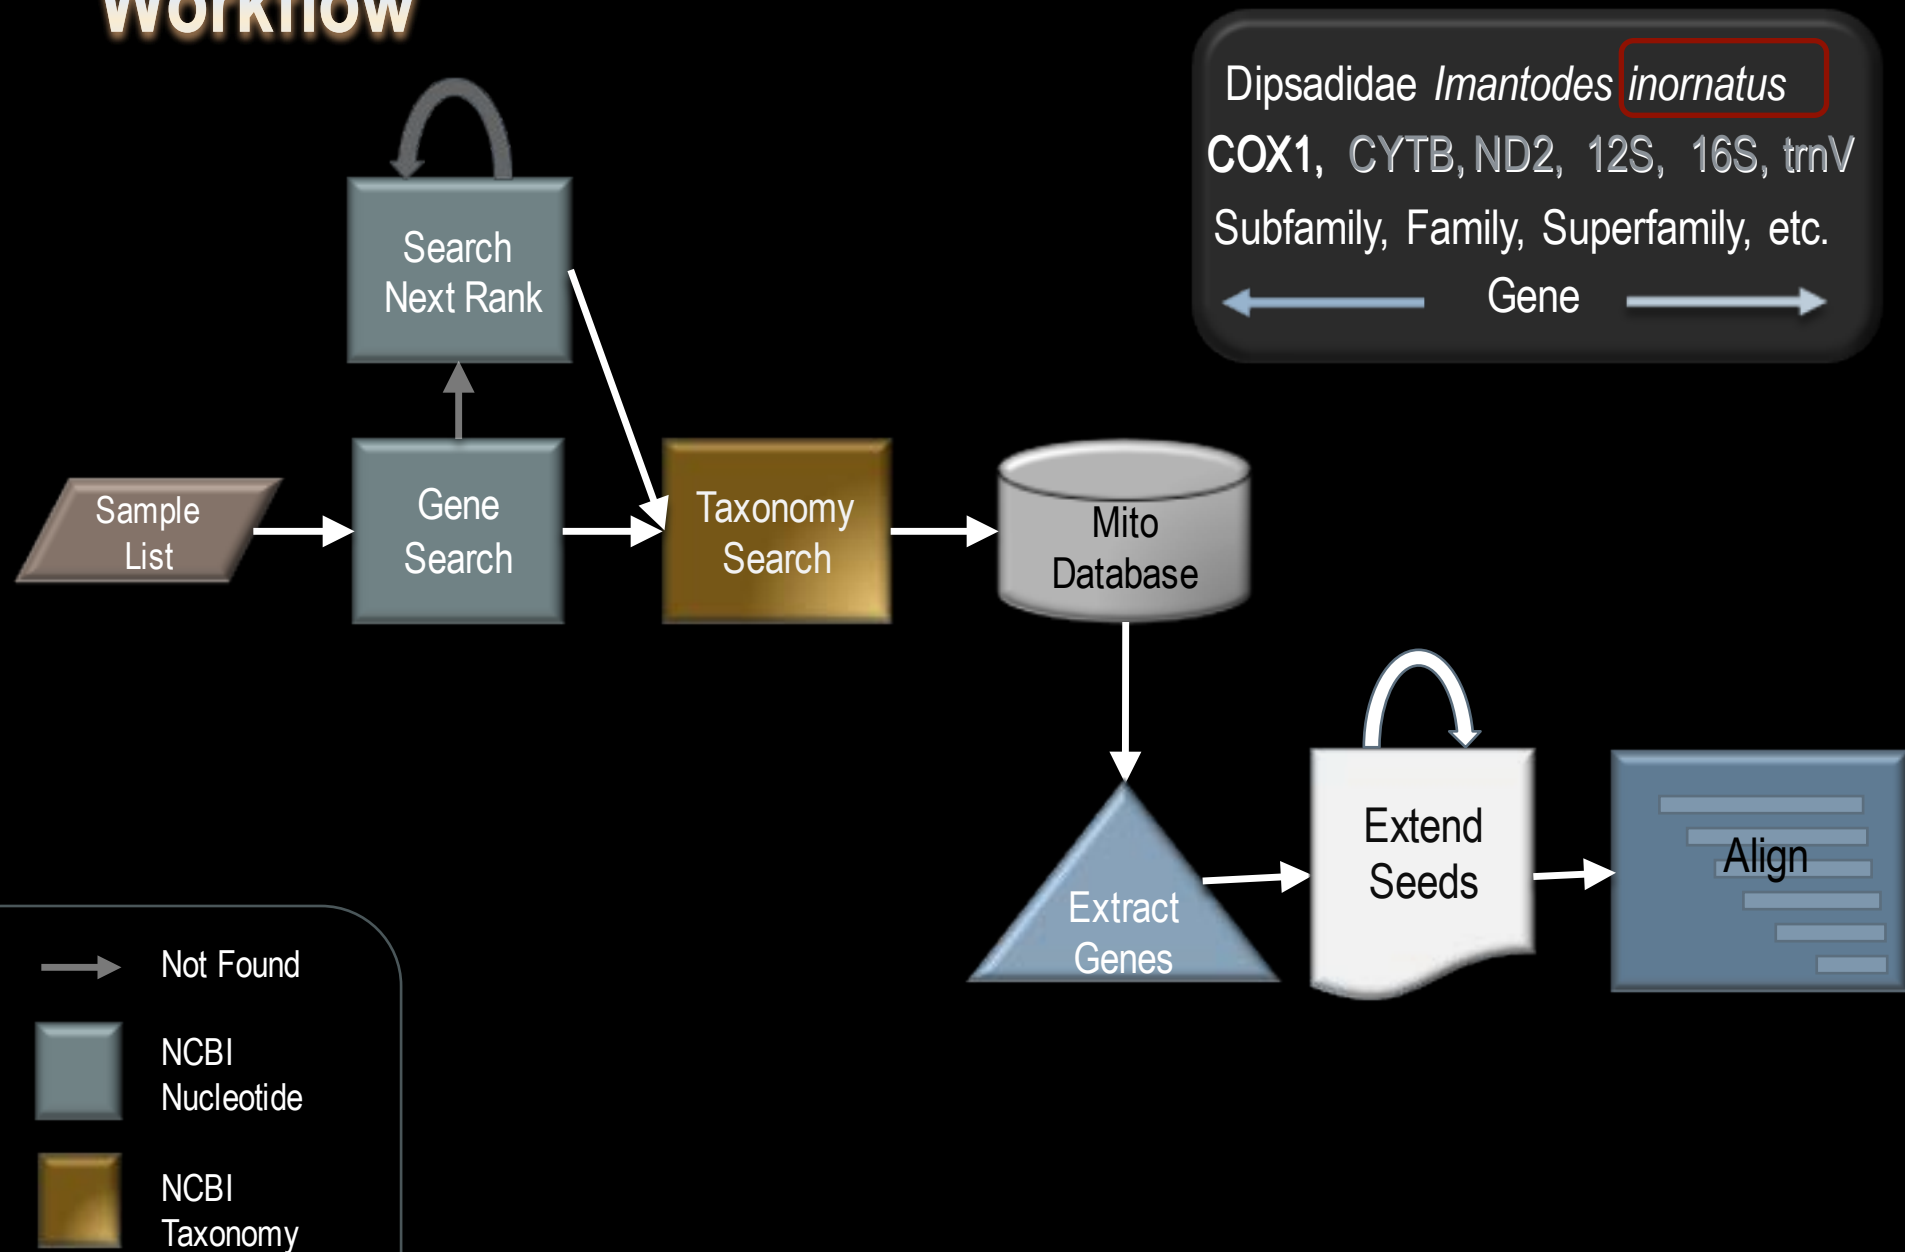 Workflow
Dipsadidae Imantodes inornatus
COX1, CYTB, ND2, 12S, 16S, trnV
Subfamily, Family, Superfamily, etc.
Gene
Search
Next Rank
Sample
List
Gene
Search
Taxonomy
Search
Mito
Database
Extract
Genes
Extend
Seeds
Align
Not Found
NCBI
Nucleotide
NCBI
Taxonomy